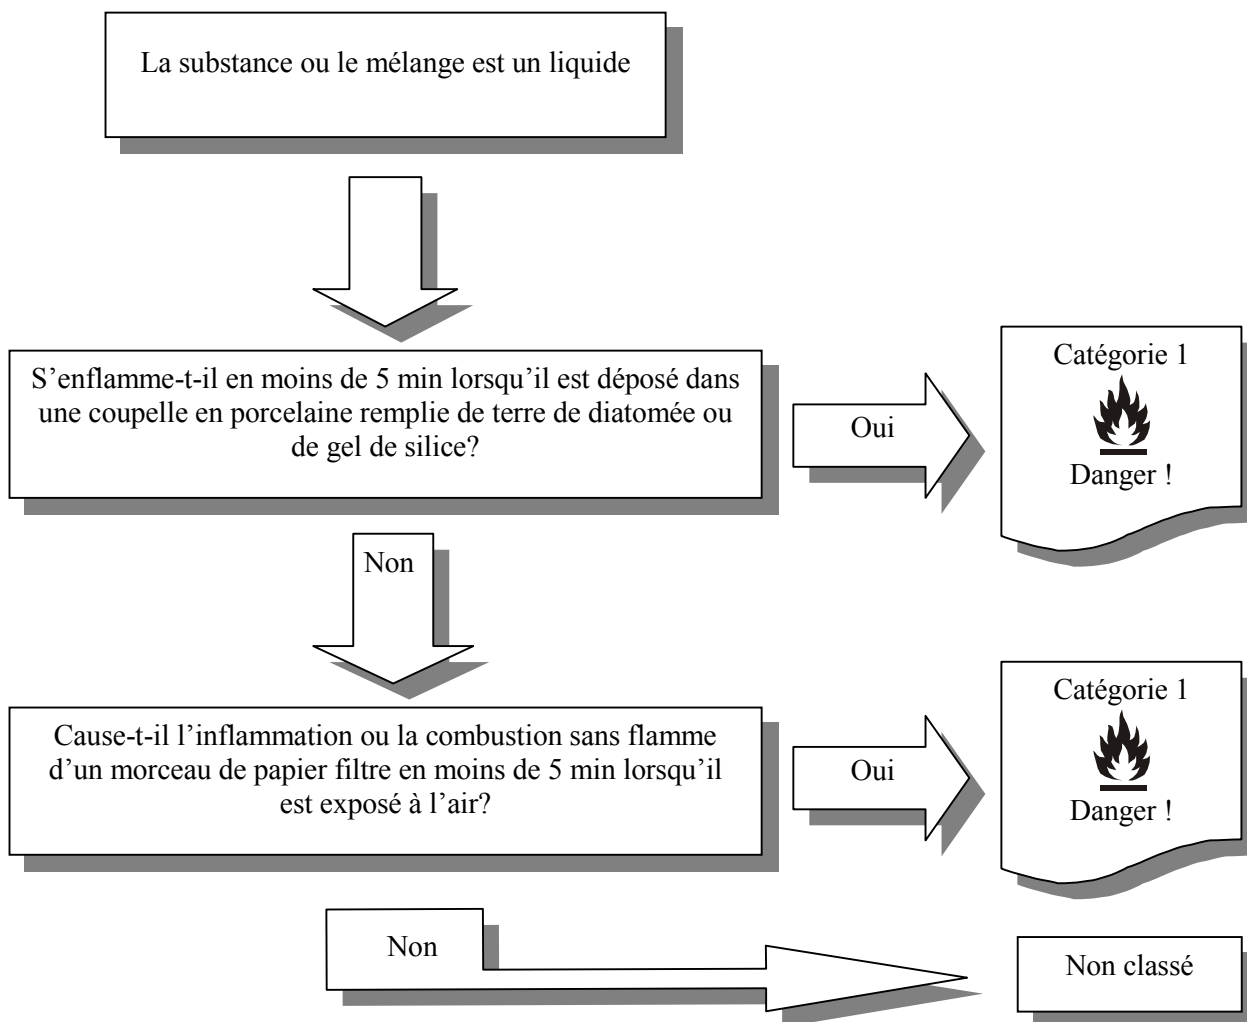 La substance ou le mélange est un liquide
S’enflamme-t-il en moins de 5 min lorsqu’il est déposé dans
une coupelle en porcelaine remplie de terre de diatomée ou
de gel de silice?
Oui
Catégorie 1
Danger !
Non
Cause-t-il l’inflammation ou la combustion sans flamme
d’un morceau de papier filtre en moins de 5 min lorsqu’il
est exposé à l’air?
Oui
Catégorie 1
Danger !
Non
Non classé